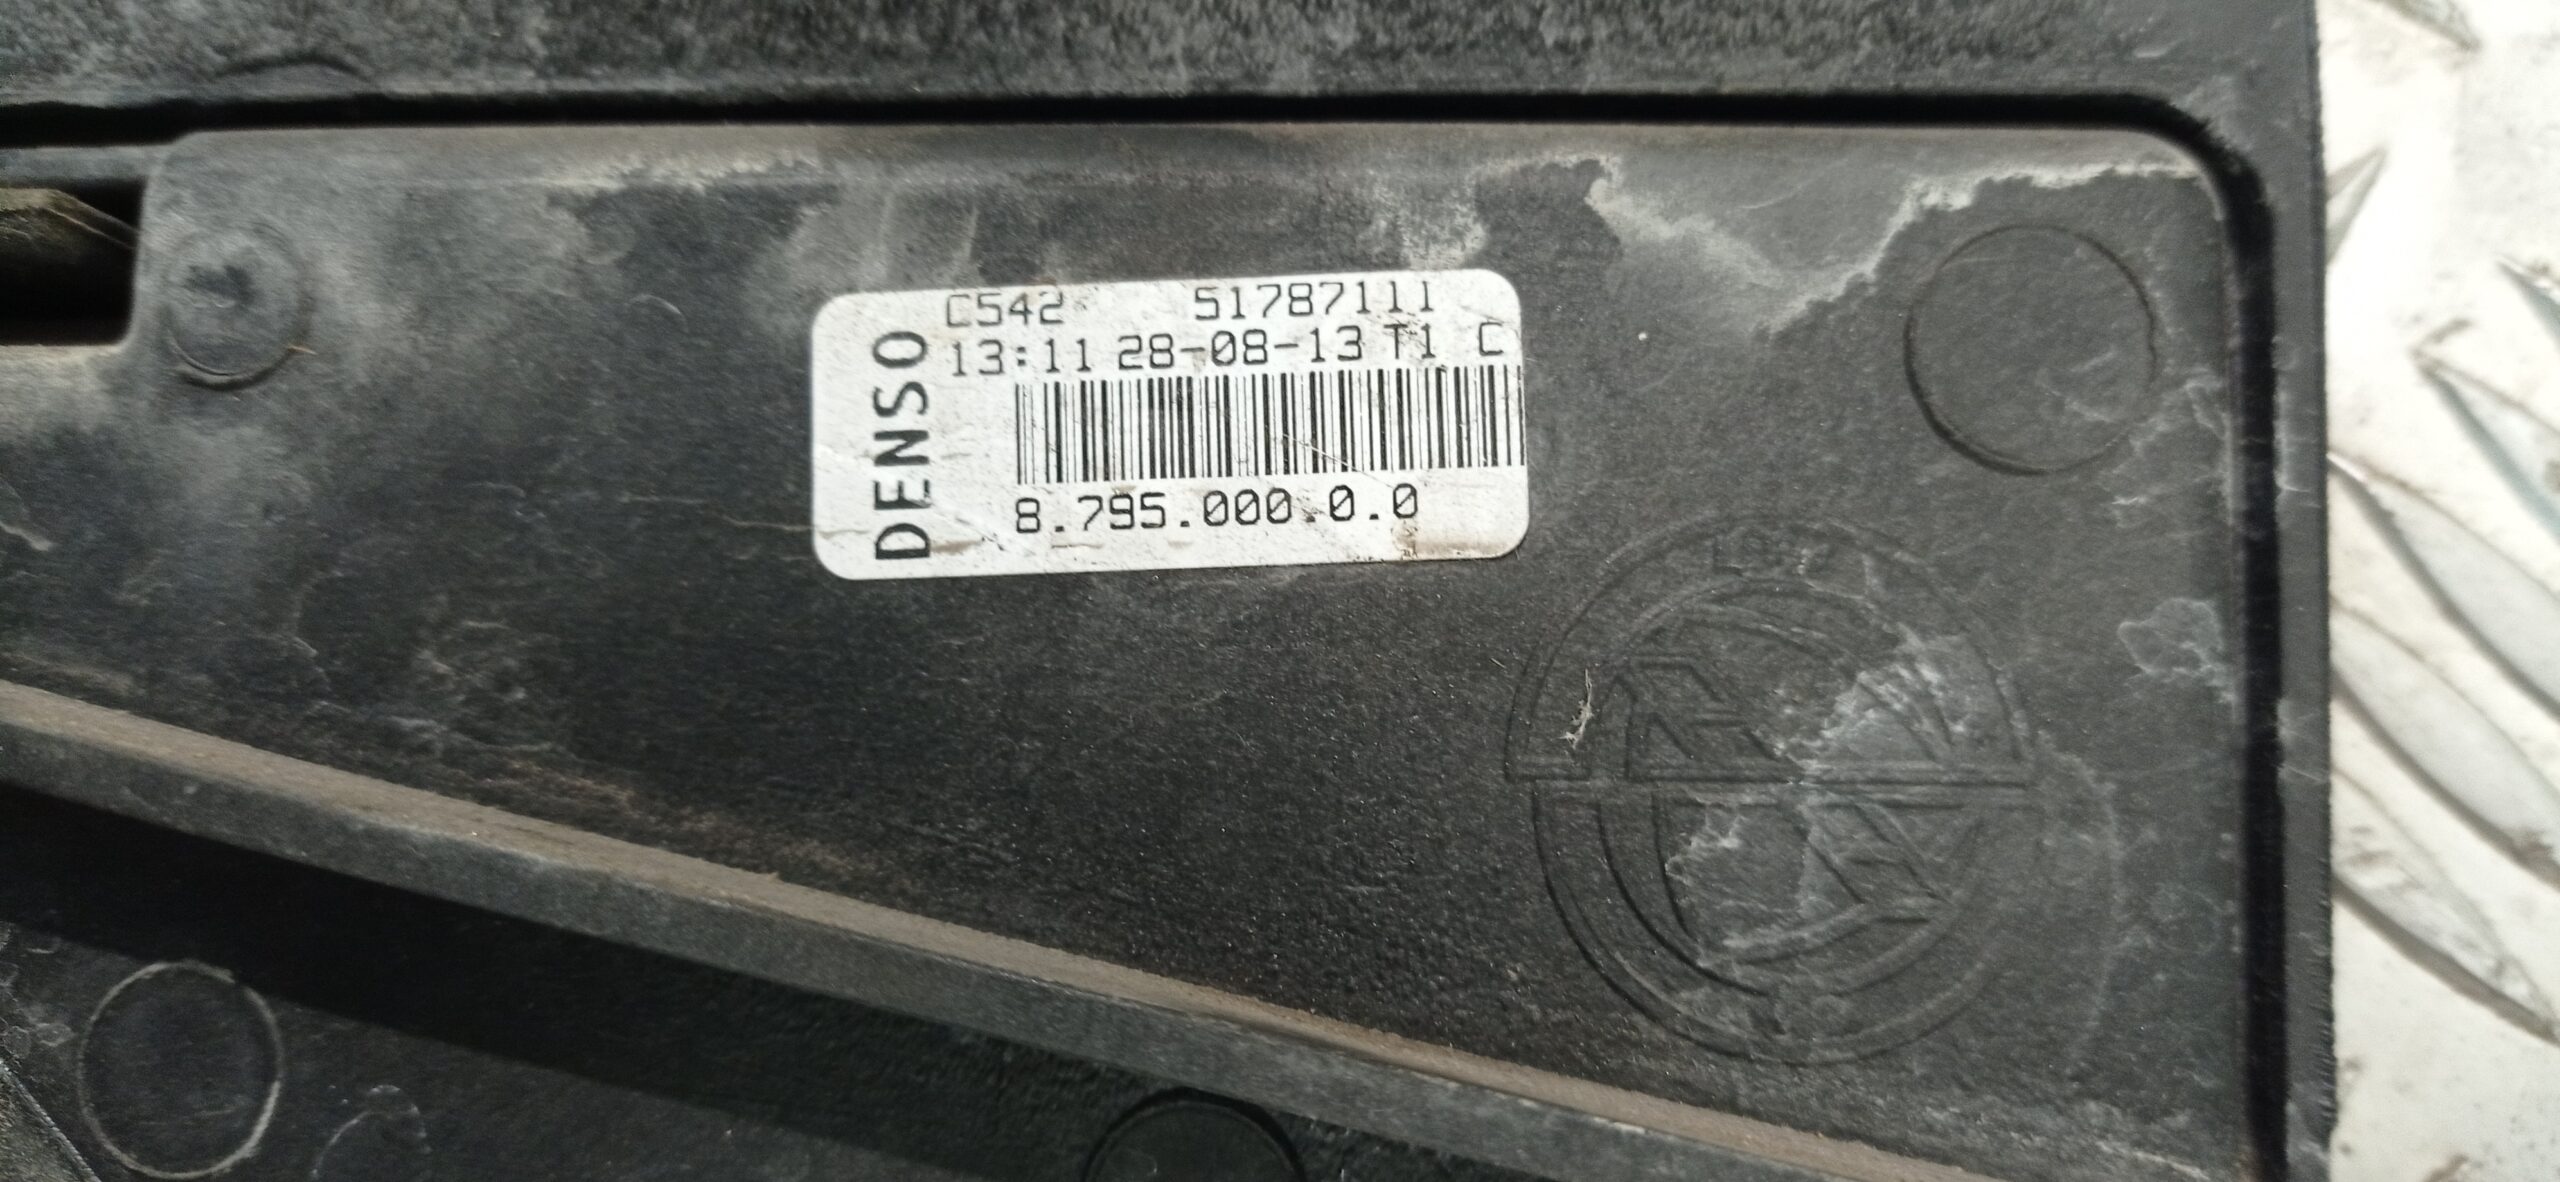 DENSO
C542 51787111
13:11 28-08-13 T1 C
8.795.000.0.0